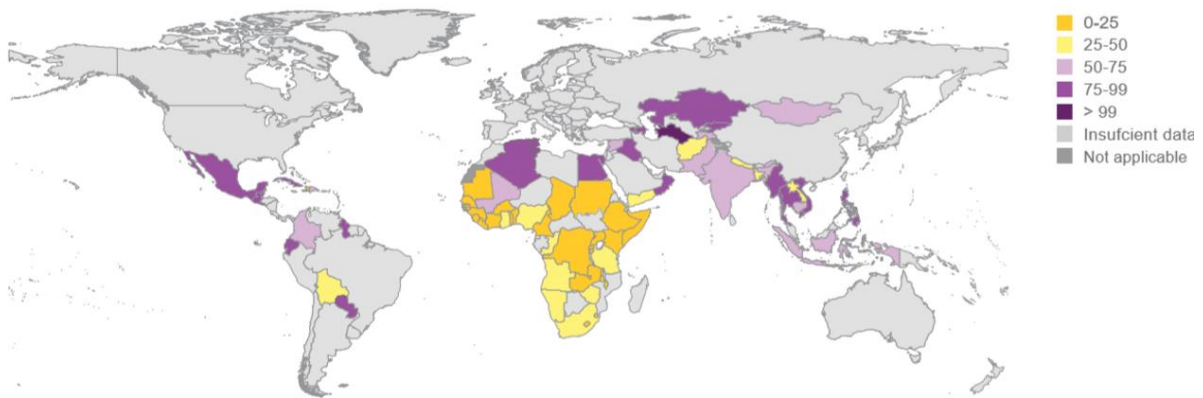 0-25
25-50
50-75
75-99
> 99
Insufcient data
Not applicable